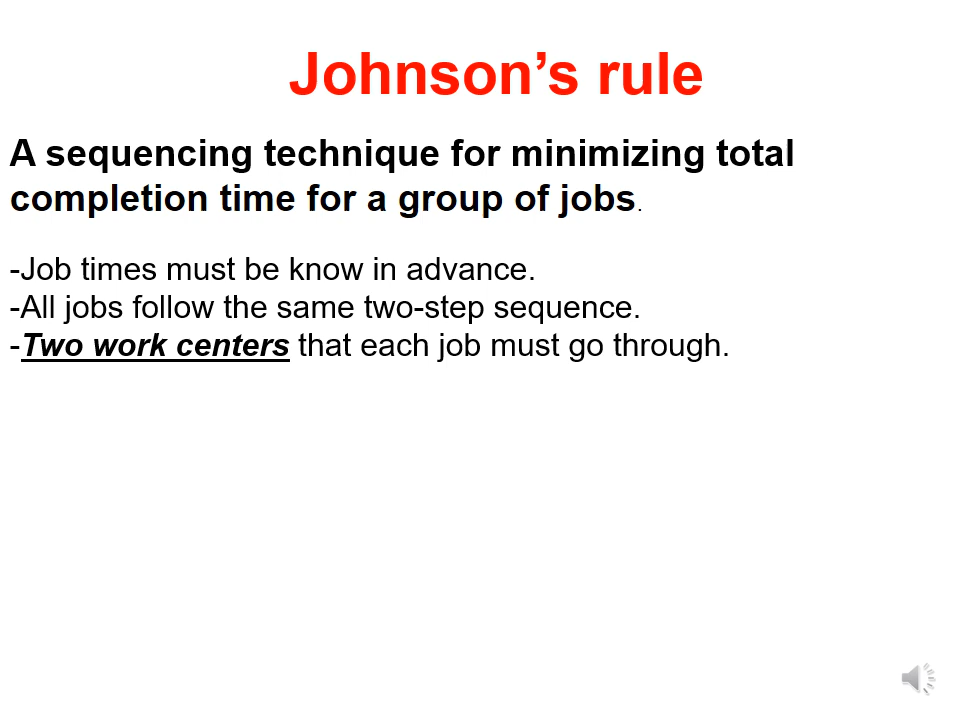 Johnson’s rule
A sequencing technique for minimizing total
completion time for a group of jobs.
-Job times must be know in advance.
-All jobs follow the same two-step sequence.
-Two work centers that each job must go through.